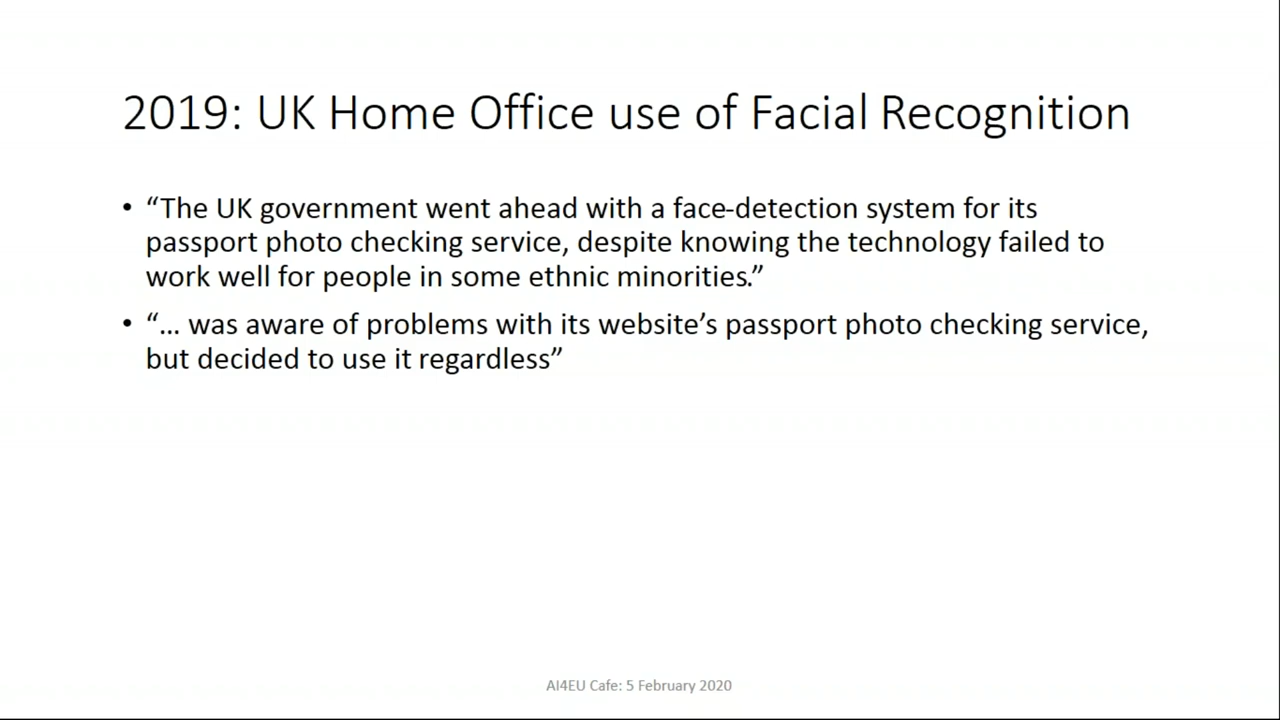 2019: UK Home Office use of Facial Recognition
• “The UK government went ahead with a face-detection system for its
passport photo checking service, despite knowing the technology failed to
work well for people in some ethnic minorities.”
• “… was aware of problems with its website’s passport photo checking service,
but decided to use it regardless”
AI4EU Cafe: 5 February 2020